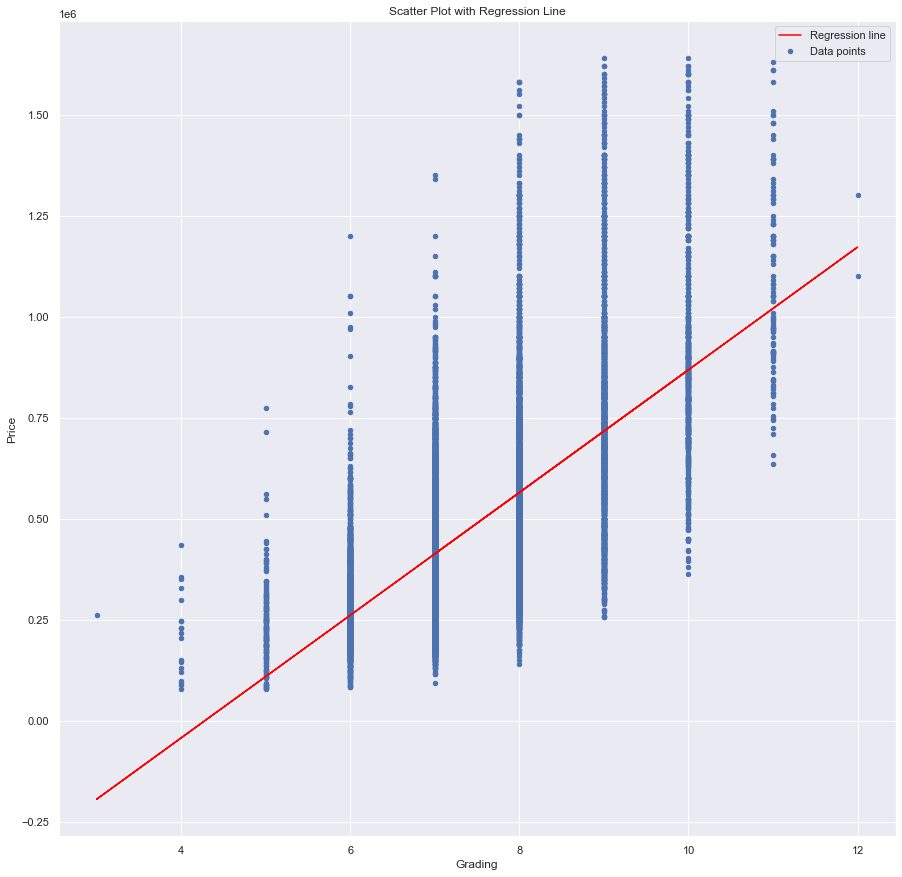 Scatter Plot with Regression Line
1e6
Regression line
Data points
1.50
1.25
1.00
0.75
0.50
0.25
0.00
−0.25
Price
4 6 8 10 12
Grading